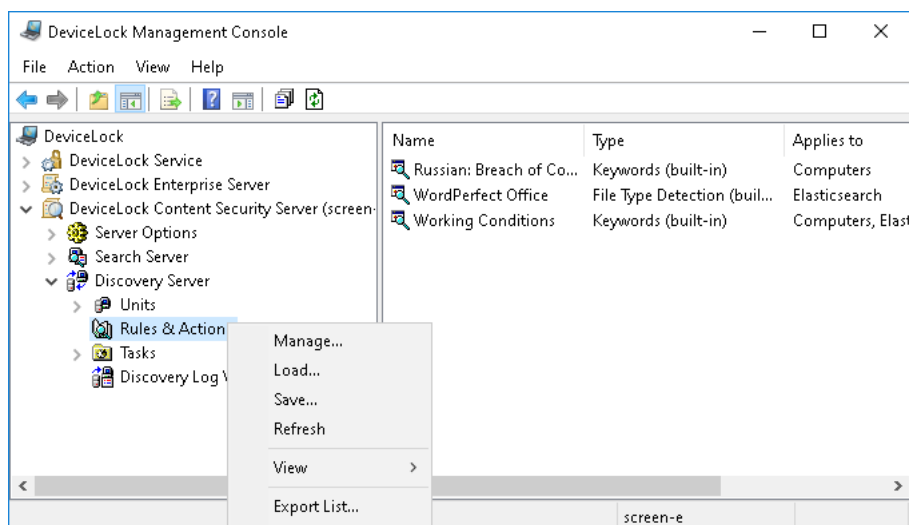 DeviceLock Management Console
File Action View Help
DeviceLock
DeviceLock Service
DeviceLock Enterprise Server
DeviceLock Content Security Server (screen-
Server Options
Search Server
Discovery Server
Units
Rules & Action
Tasks
Discovery Log
Name Type Applies to
Russian: Breach of Co... Keywords (built-in) Computers
WordPerfect Office File Type Detection (buil... Elasticsearch
Working Conditions Keywords (built-in) Computers, Elast
Manage...
Load...
Save...
Refresh
View
Export List...
screen-e